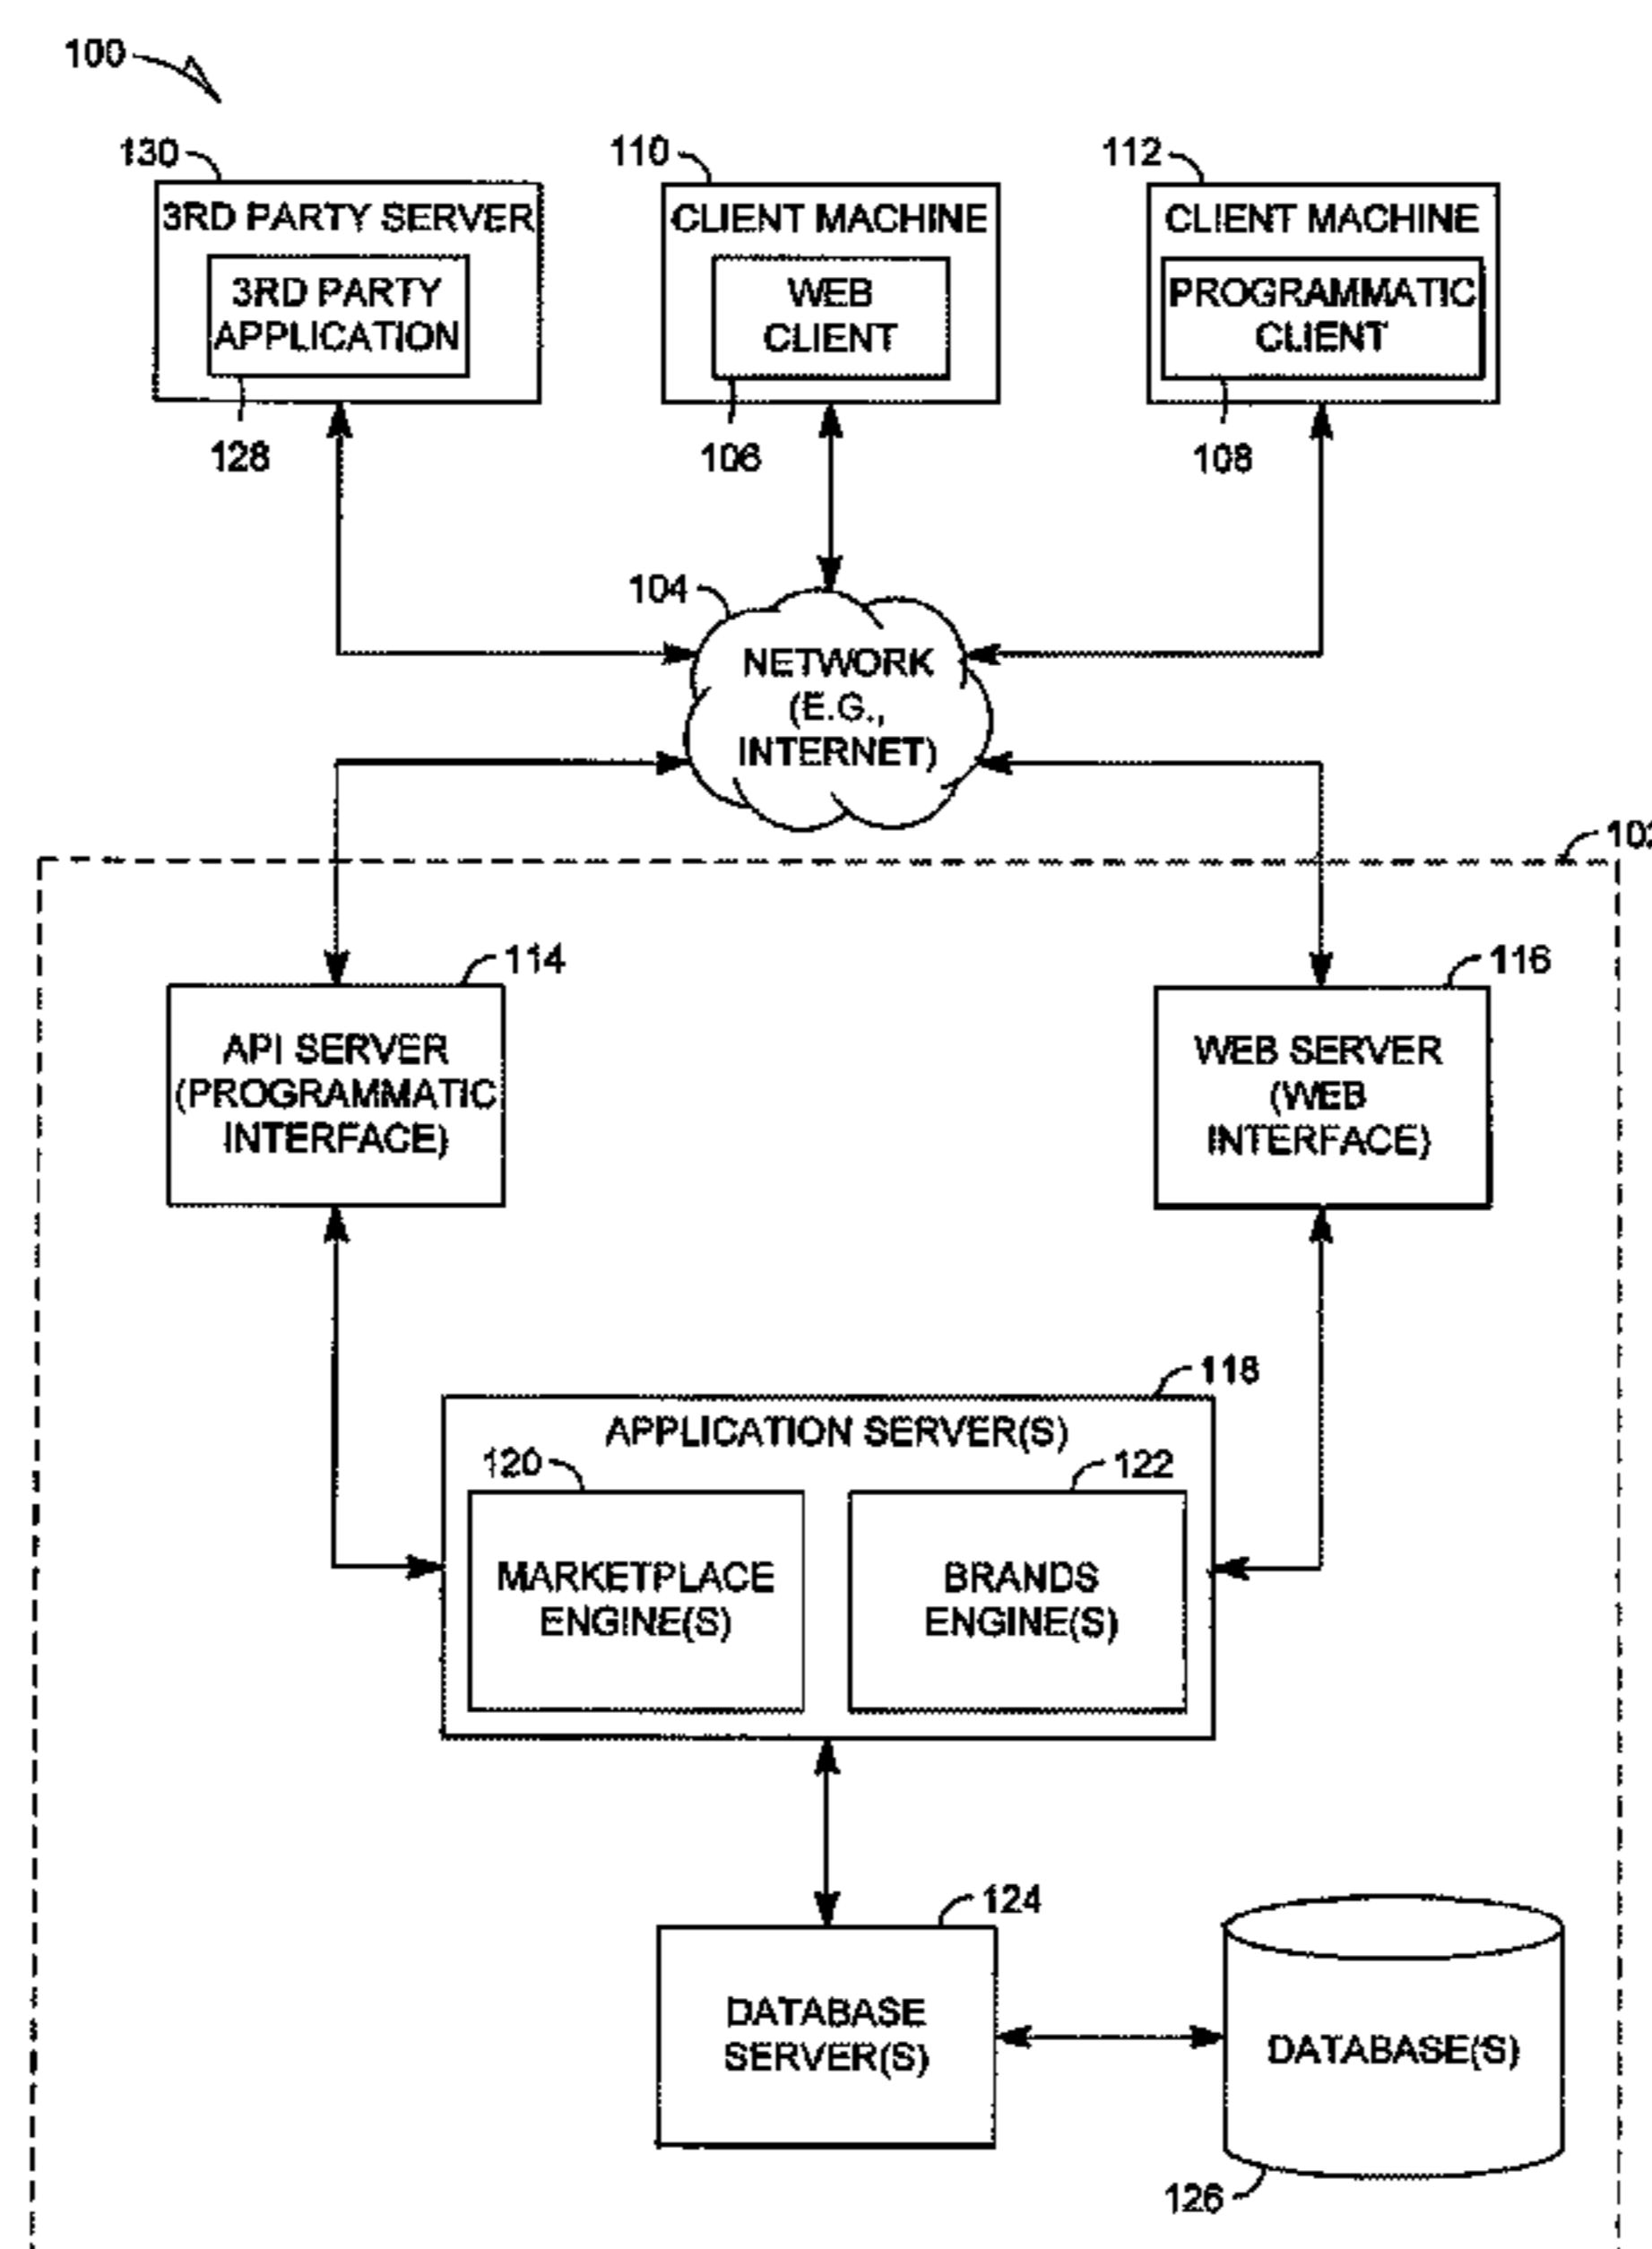 100
130
110
112
3RD PARTY SERVER
CLIENT MACHINE
CLIENT MACHINE
3RD PARTY
APPLICATION
WEB
CLIENT
PROGRAMMATIC
CLIENT
128
106
108
104
NETWORK
(E.G.,
INTERNET)
102
114
116
API SERVER
(PROGRAMMATIC
INTERFACE)
WEB SERVER
(WEB
INTERFACE)
118
APPLICATION SERVER(S)
120
122
MARKETPLACE
ENGINE(S)
BRANDS
ENGINE(S)
124
DATABASE
SERVER(S)
DATABASE(S)
126